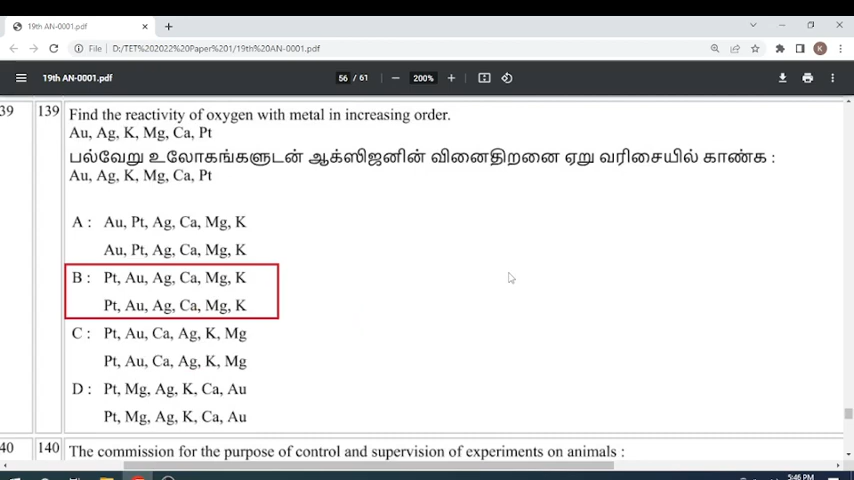 19th AN-0001.pdf
File | D:/TET%202022%20Paper%201/19th%20AN-0001.pdf
K
19th AN-0001.pdf
56 / 61
200%
39
139
Find the reactivity of oxygen with metal in increasing order.
Au, Ag, K, Mg, Ca, Pt
பல்வேறு உலோகங்களுடன் ஆக்ஸிஜனின் வினைதிறனை ஏறு வரிசையில் காண்க :
Au, Ag, K, Mg, Ca, Pt
A : Au, Pt, Ag, Ca, Mg, K
Au, Pt, Ag, Ca, Mg, K
B : Pt, Au, Ag, Ca, Mg, K
Pt, Au, Ag, Ca, Mg, K
C : Pt, Au, Ca, Ag, K, Mg
Pt, Au, Ca, Ag, K, Mg
D : Pt, Mg, Ag, K, Ca, Au
Pt, Mg, Ag, K, Ca, Au
40
140
The commission for the purpose of control and supervision of experiments on animals :
5:46 PM